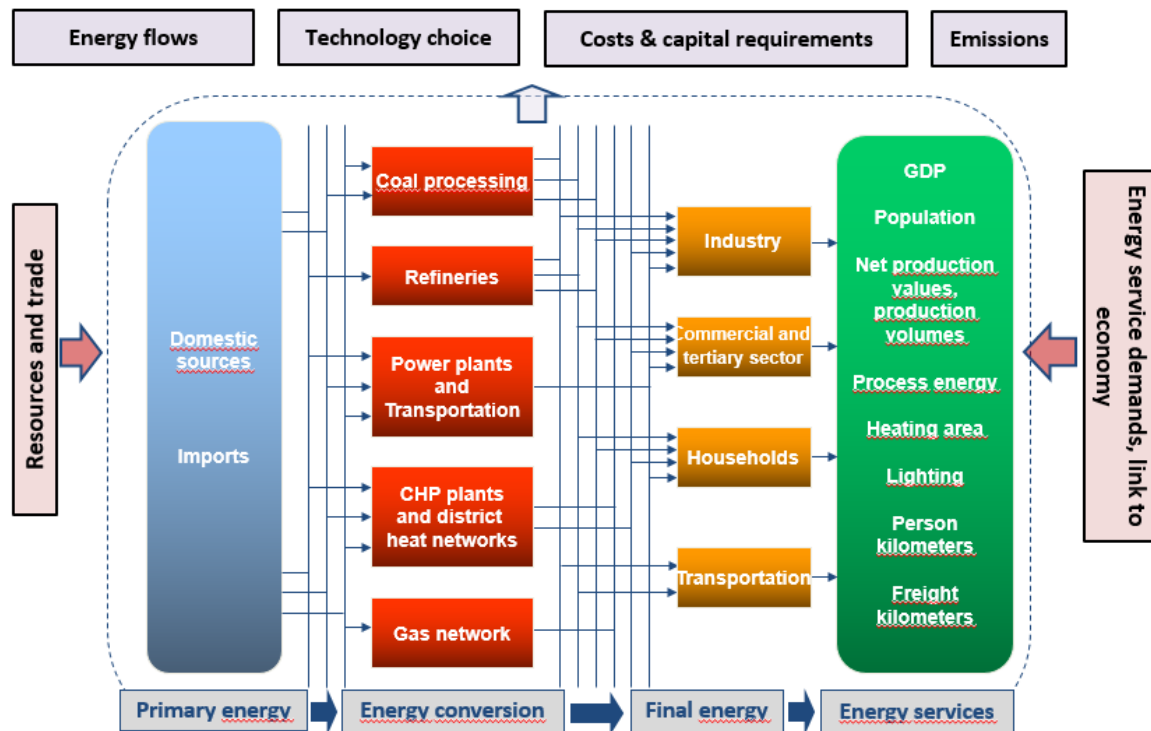 Energy flows
Technology choice
Costs & capital requirements
Emissions
Resources and trade
Domestic
sources
Imports
Coal processing
Refineries
Power plants
and
Transportation
CHP plants
and district
heat networks
Gas network
Industry
Commercial and
tertiary sector
Households
Transportation
GDP
Population
Net production
values,
production
volumes
Process energy
Heating area
Lighting
Person
kilometers
Freight
kilometers
Energy service demands, link to
economy
Primary energy
Energy conversion
Final energy
Energy services